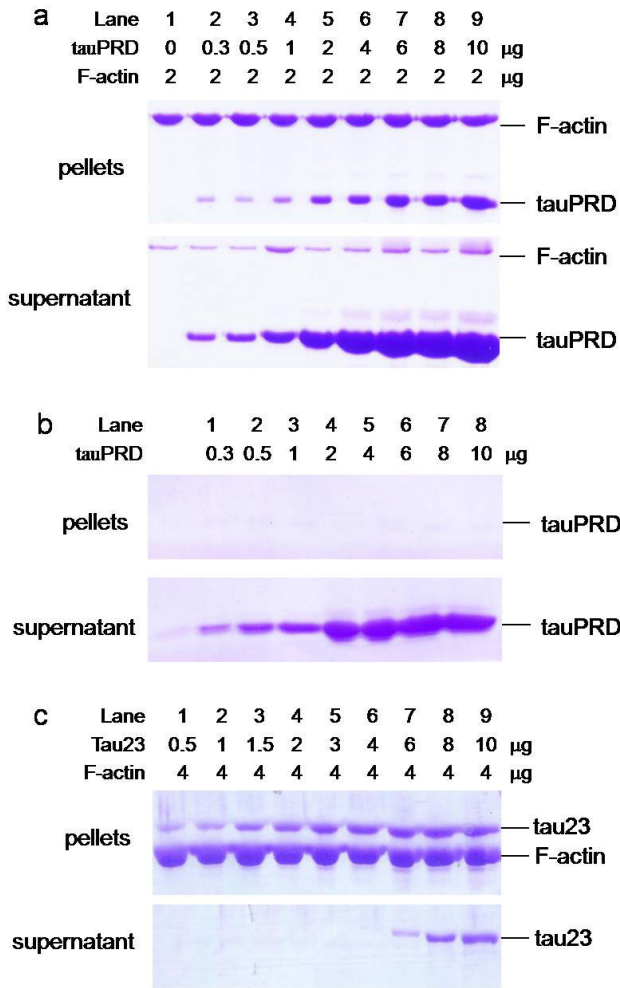 a
Lane 1 2 3 4 5 6 7 8 9
tauPRD 0 0.3 0.5 1 2 4 6 8 10 μg
F-actin 2 2 2 2 2 2 2 2 2 μg
F-actin
pellets
tauPRD
F-actin
supernatant
tauPRD
b
Lane 1 2 3 4 5 6 7 8
tauPRD 0.3 0.5 1 2 4 6 8 10 μg
pellets
tauPRD
supernatant
tauPRD
c
Lane 1 2 3 4 5 6 7 8 9
Tau23 0.5 1 1.5 2 3 4 6 8 10 μg
F-actin 4 4 4 4 4 4 4 4 4 μg
tau23
pellets
F-actin
supernatant
tau23